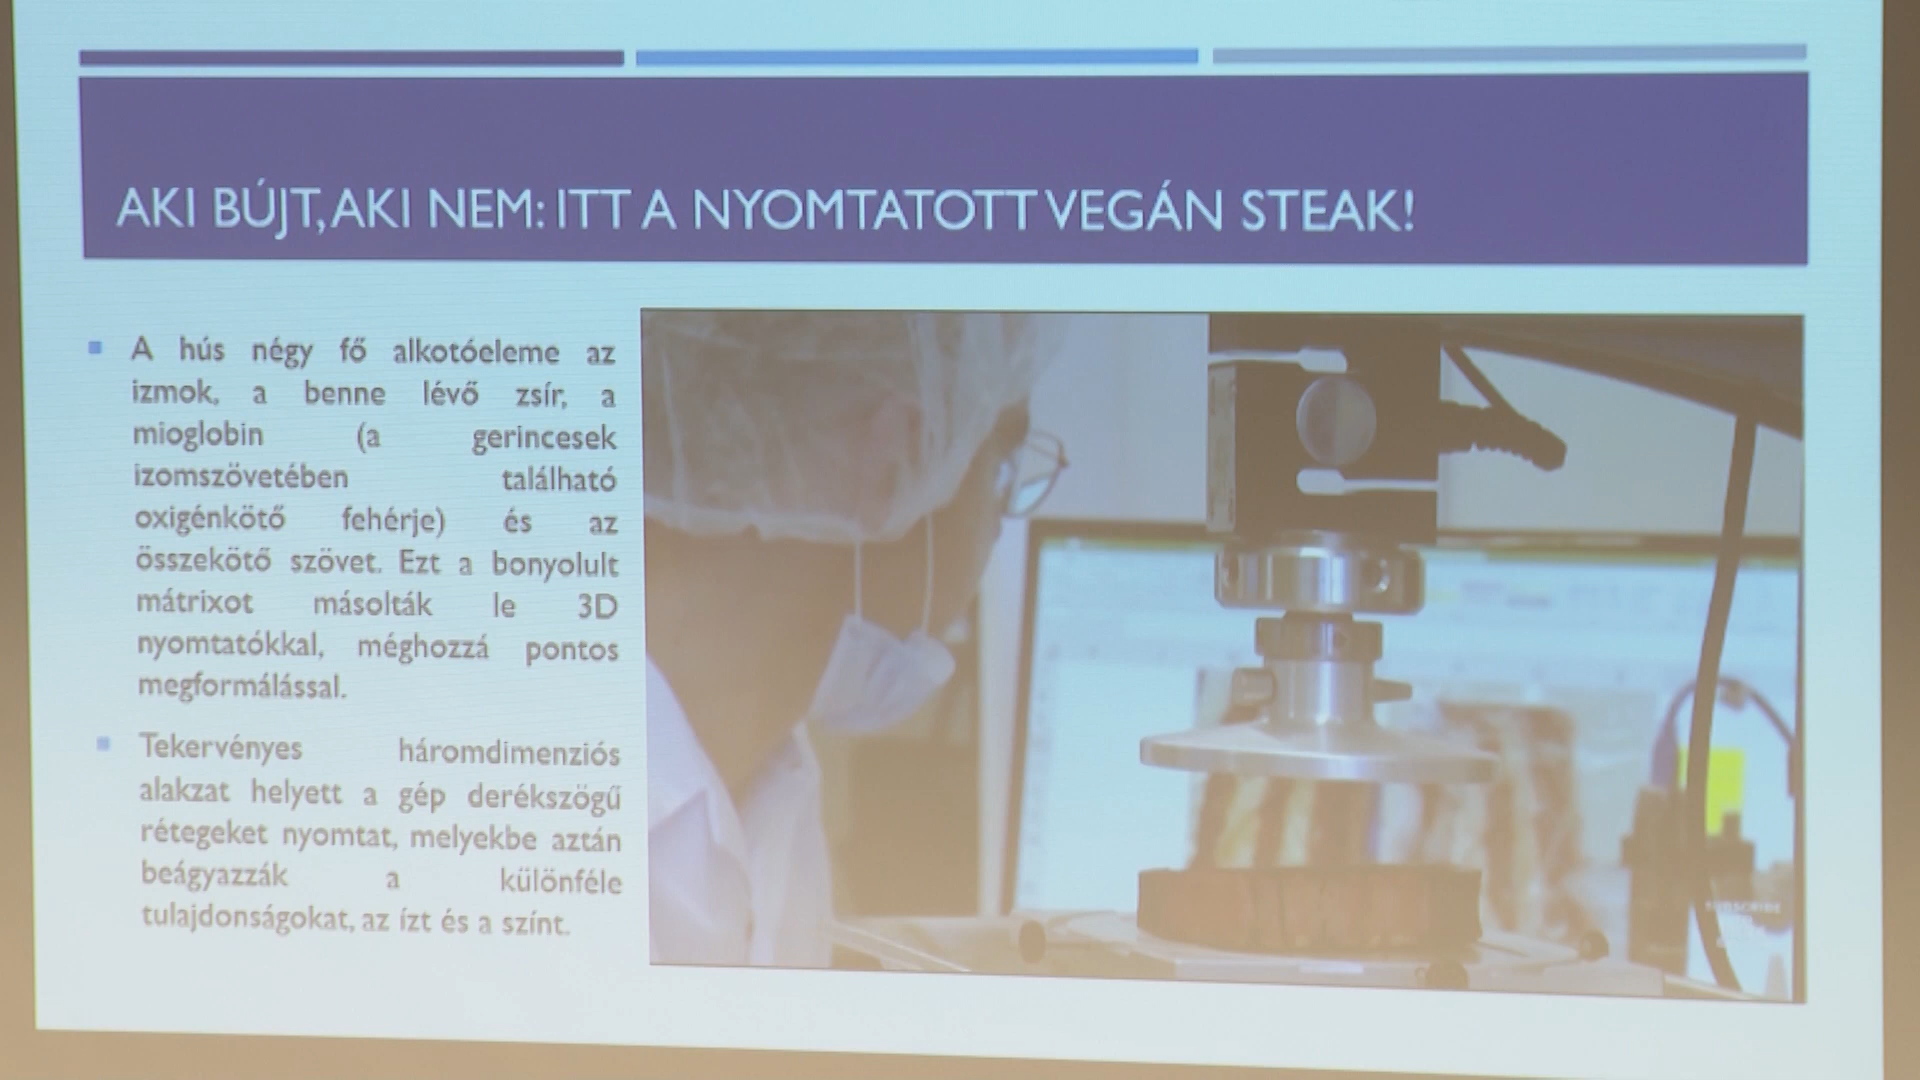 AKI BÚJT, AKI NEM: ITT A NYOMTATOTT VEGÁN STEAK!
A hús négy fő alkotóeleme az
izmok, a benne lévő zsír, a
mioglobin (a gerincesek
izomszövetében található
oxigénkötő fehérje) és az
összekötő szövet. Ezt a bonyolult
mátrixot másolták le 3D
nyomtatókkal, méghozzá pontos
megformálással.
Tekervényes háromdimenziós
alakzat helyett a gép derékszögű
rétegeket nyomtat, melyekbe aztán
beágyazzák a különféle
tulajdonságokat, az ízt és a színt.
SUBSCRIBE